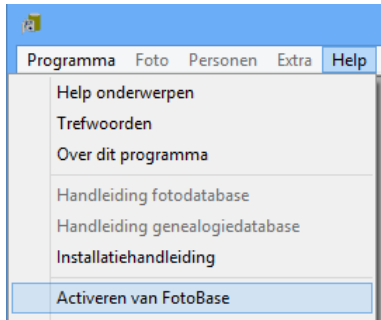 Programma Foto Personen Extra Help
Help onderwerpen
Trefwoorden
Over dit programma
Handleiding fotodatabase
Handleiding genealogiedatabase
Installatiehandleiding
Activeren van FotoBase